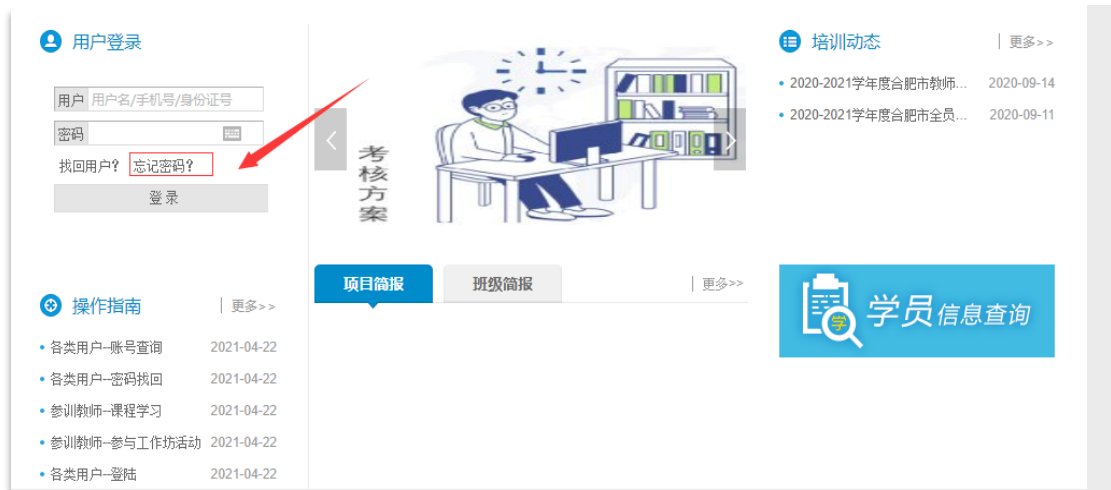 用户登录
用户 用户名/手机号/身份证号
密码
找回用户? 忘记密码?
登录
操作指南 更多>>
各类用户--账号查询 2021-04-22
各类用户--密码找回 2021-04-22
参训教师--课程学习 2021-04-22
参训教师--参与工作坊活动 2021-04-22
各类用户--登陆 2021-04-22
考核方案
项目简报 班级简报 更多>>
培训动态 更多>>
2020-2021学年度合肥市教师... 2020-09-14
2020-2021学年度合肥市全员... 2020-09-11
学
学员信息查询